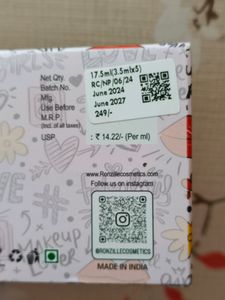 Net Qty.
Batch No.
Mfg.
Use Before
M.R.P.
(Incl. of all taxes)
USP
17.5ml(3.5mlx5)
RC/NP/06/24
June 2024
June 2027
249/-
: ₹ 14.22/- (Per ml)
www.Ronzillecosmetics.com
Follow us on instagram
@RONZILLECOSMETICS
MADE IN INDIA
Makeup
Lover